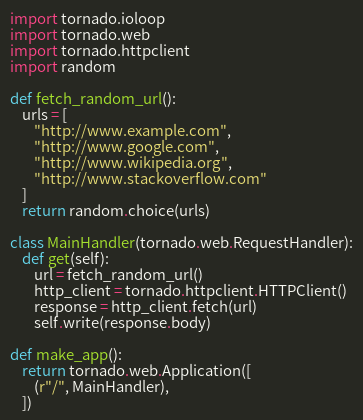 import tornado.ioloop
import tornado.web
import tornado.httpclient
import random

def fetch_random_url():
    urls = [
        "http://www.example.com",
        "http://www.google.com",
        "http://www.wikipedia.org",
        "http://www.stackoverflow.com"
    ]
    return random.choice(urls)

class MainHandler(tornado.web.RequestHandler):
    def get(self):
        url = fetch_random_url()
        http_client = tornado.httpclient.HTTPClient()
        response = http_client.fetch(url)
        self.write(response.body)

def make_app():
    return tornado.web.Application([
        (r"/", MainHandler),
    ])